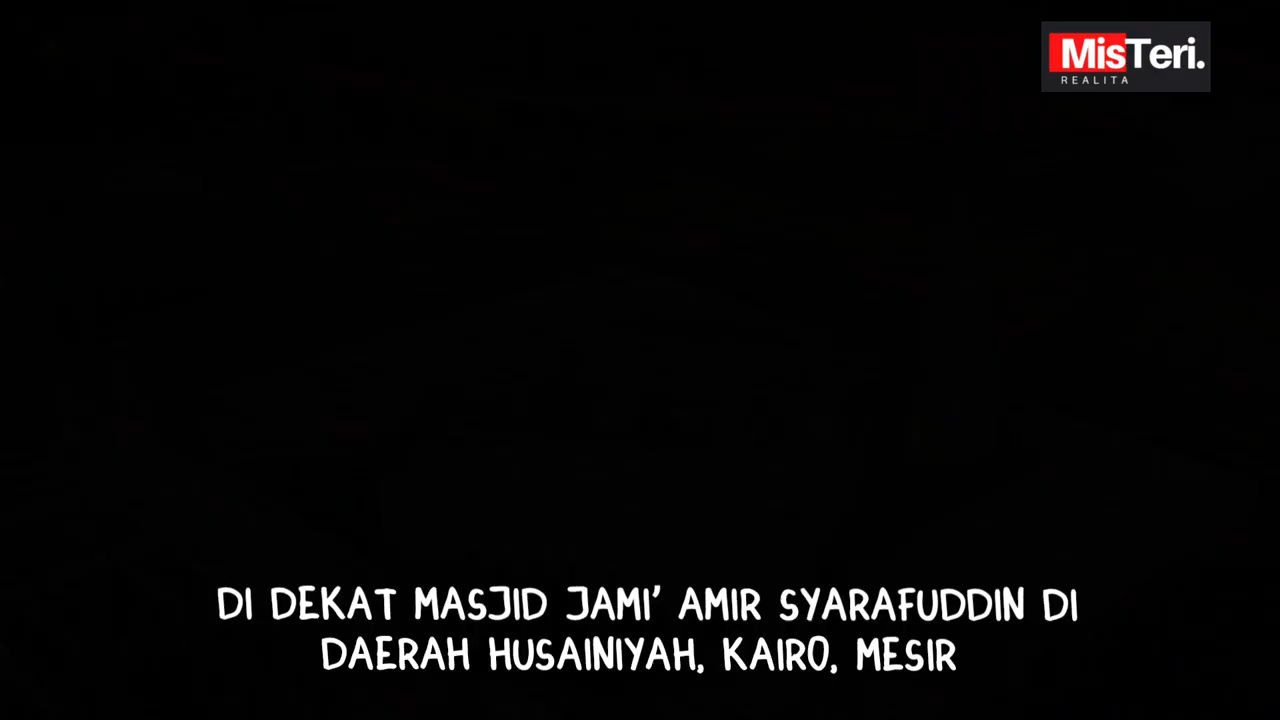 MisTeri.
REALITA
DI DEKAT MASJID JAMI' AMIR SYARAFUDDIN DI
DAERAH HUSAINIYAH, KAIRO, MESIR